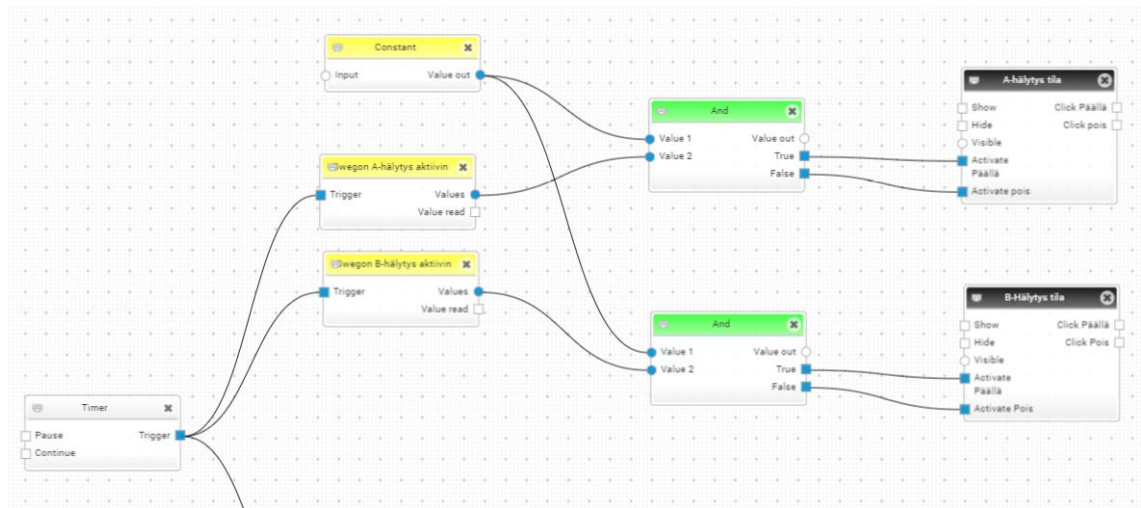 Constant
Input Value out
Swegon A-hälytys aktiivin
Trigger Values
Value read
Swegon B-hälytys aktiivin
Trigger Values
Value read
Timer
Pause Trigger
Continue
And
Value 1 Value out
Value 2 True
False
And
Value 1 Value out
Value 2 True
False
A-hälytys tila
Show Click Päällä
Hide Click pois
Visible
Activate
Päällä
Activate pois
B-Hälytys tila
Show Click Päällä
Hide Click Pois
Visible
Activate
Päällä
Activate Pois